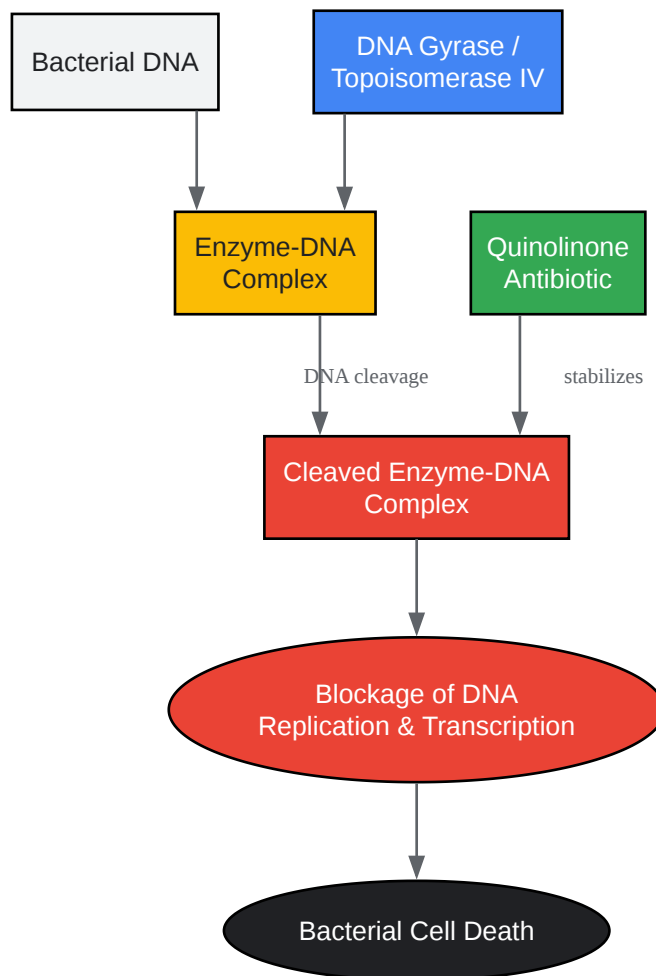 Bacterial DNA
DNA Gyrase /
Topoisomerase IV
Enzyme-DNA
Complex
Quinolinone
Antibiotic
DNA cleavage
stabilizes
Cleaved Enzyme-DNA
Complex
Blockage of DNA
Replication & Transcription
Bacterial Cell Death